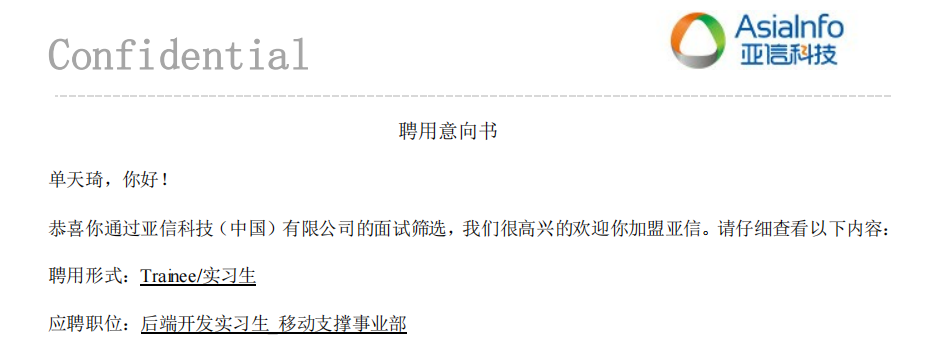 Confidential
AsiaInfo
亚信科技
聘用意向书
单天琦，你好！
恭喜你通过亚信科技（中国）有限公司的面试筛选，我们很高兴的欢迎你加盟亚信。请仔细查看以下内容：
聘用形式：Trainee/实习生
应聘职位：后端开发实习生_移动支撑事业部